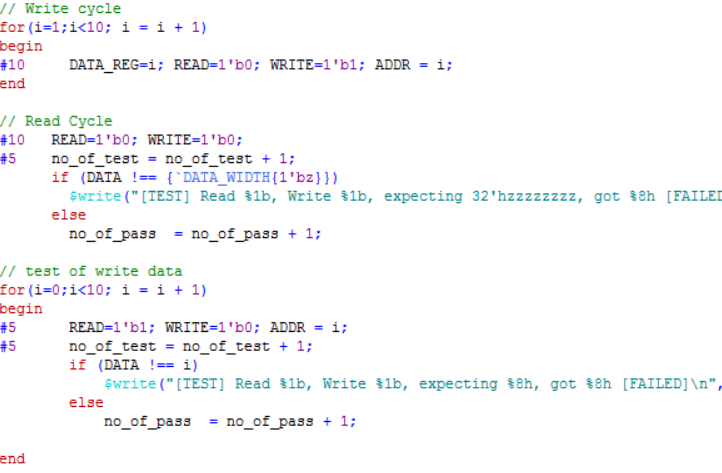 // Write cycle
for(i=1;i<10; i = i + 1)
begin
#10 DATA_REG=i; READ=1'b0; WRITE=1'b1; ADDR = i;
end
// Read Cycle
#10 READ=1'b0; WRITE=1'b0;
#5 no_of_test = no_of_test + 1;
if (DATA !== {`DATA_WIDTH{1'bz}})
$write("[TEST] Read %1b, Write %1b, expecting 32'hzzzzzzzz, got %8h [FAILED
else
no_of_pass = no_of_pass + 1;
// test of write data
for(i=0;i<10; i = i + 1)
begin
#5 READ=1'b1; WRITE=1'b0; ADDR = i;
#5 no_of_test = no_of_test + 1;
if (DATA !== i)
$write("[TEST] Read %1b, Write %1b, expecting %8h, got %8h [FAILED]\n",
else
no_of_pass = no_of_pass + 1;
end